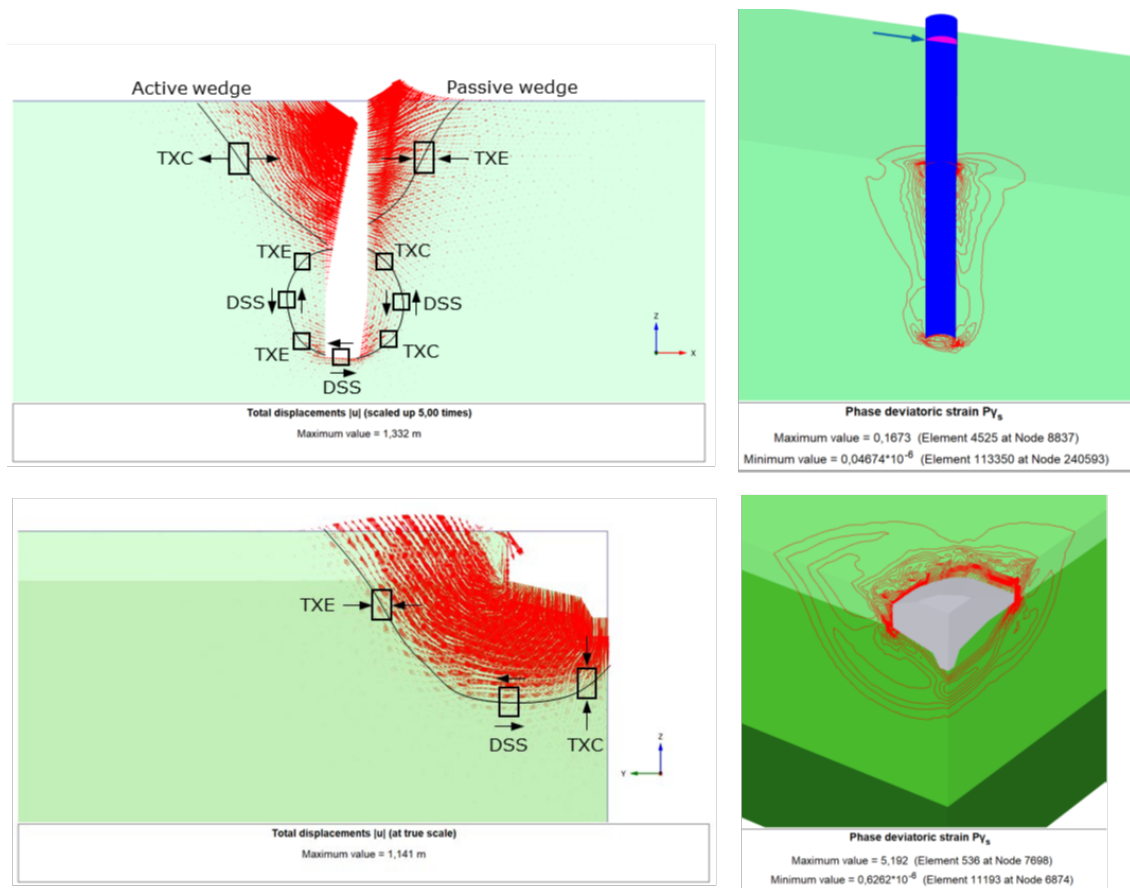 Active wedge
Passive wedge
TXC
TXE
TXE
TXC
DSS
DSS
TXE
TXC
DSS
Z
X
Total displacements |u| (scaled up 5,00 times)
Maximum value = 1,332 m
Phase deviatoric strain Pγs
Maximum value = 0,1673 (Element 4525 at Node 8837)
Minimum value = 0,04674*10-6 (Element 113350 at Node 240593)
TXE
DSS
TXC
Z
Y
Total displacements |u| (at true scale)
Maximum value = 1,141 m
Phase deviatoric strain Pγs
Maximum value = 5,192 (Element 536 at Node 7698)
Minimum value = 0,6262*10-6 (Element 11193 at Node 6874)